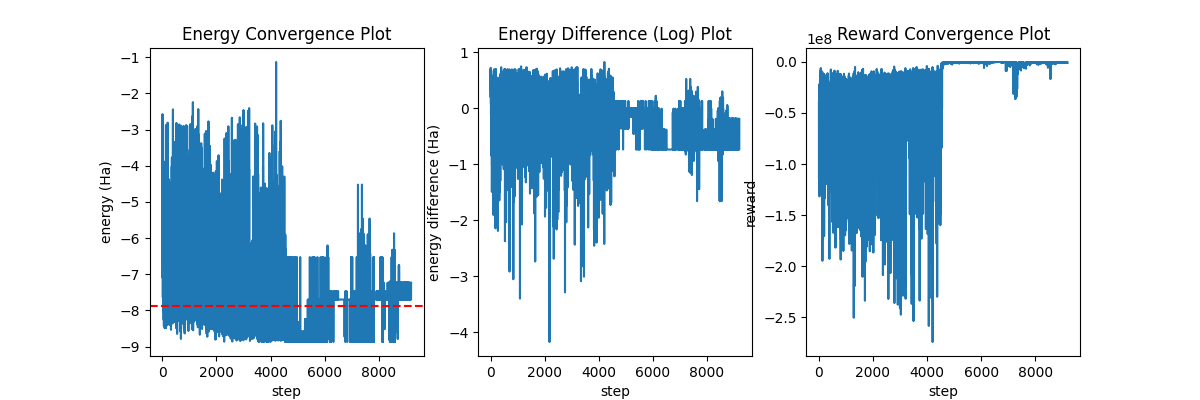 Energy Convergence Plot
energy (Ha)
−1
−2
−3
−4
−5
−6
−7
−8
−9
0 2000 4000 6000 8000
step
Energy Difference (Log) Plot
energy difference (Ha)
1
0
−1
−2
−3
−4
0 2000 4000 6000 8000
step
Reward Convergence Plot
1e8
reward
0.0
−0.5
−1.0
−1.5
−2.0
−2.5
0 2000 4000 6000 8000
step